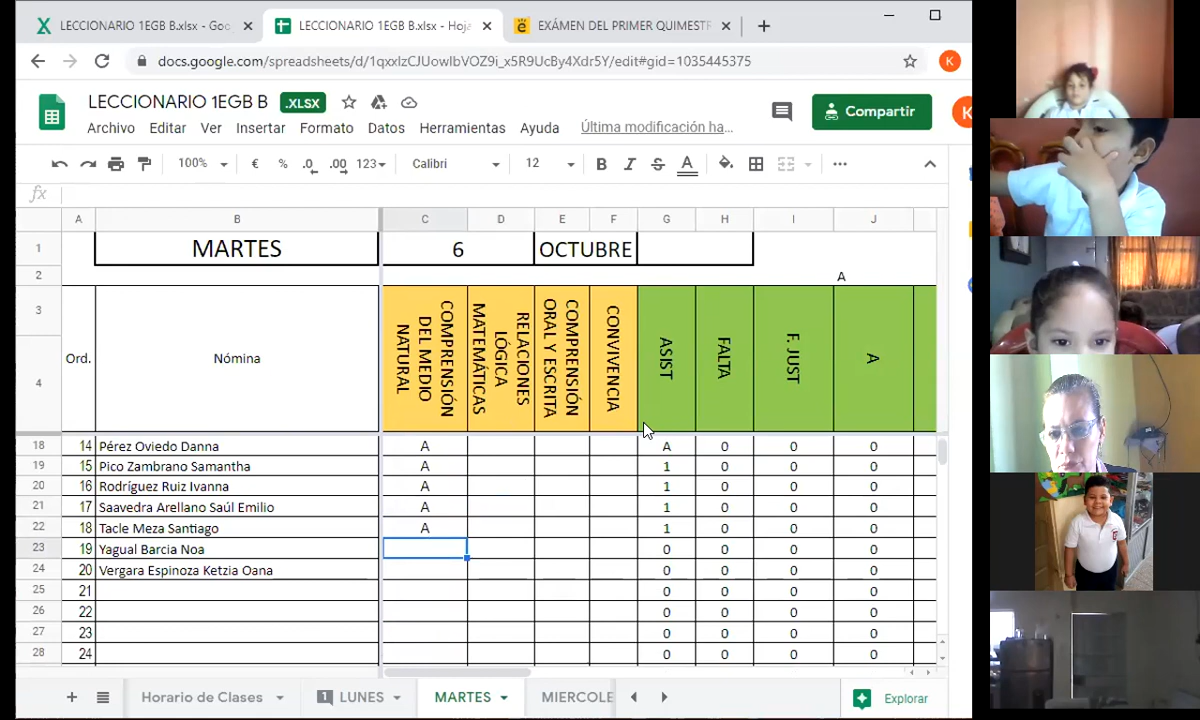 LECCIONARIO 1EGB B.xlsx - Goo
LECCIONARIO 1EGB B.xlsx - Hoja
EXÁMEN DEL PRIMER QUIMESTR
docs.google.com/spreadsheets/d/1qxxlzCJUowIbVOZ9i_x5R9UcBy4Xdr5Y/edit#gid=1035445375
K
LECCIONARIO 1EGB B .XLSX
Compartir
Archivo Editar Ver Insertar Formato Datos Herramientas Ayuda Última modificación ha...
100% € % .0 .00 123 Calibri 12 B I S A
fx
A B C D E F G H I J
1 MARTES 6 OCTUBRE
2 A
3
4
Ord. Nómina
COMPRENSIÓN DEL MEDIO NATURAL
RELACIONES LÓGICA MATEMÁTICAS
COMPRENSIÓN ORAL Y ESCRITA
CONVIVENCIA
ASIST
FALTA
F. JUST
A
18 14 Pérez Oviedo Danna A A 0 0 0
19 15 Pico Zambrano Samantha A 1 0 0 0
20 16 Rodríguez Ruiz Ivanna A 1 0 0 0
21 17 Saavedra Arellano Saúl Emilio A 1 0 0 0
22 18 Tacle Meza Santiago A 1 0 0 0
23 19 Yagual Barcia Noa 0 0 0 0
24 20 Vergara Espinoza Ketzia Oana 0 0 0 0
25 21 0 0 0 0
26 22 0 0 0 0
27 23 0 0 0 0
28 24 0 0 0 0
Horario de Clases 1 LUNES MARTES MIERCOLE
Explorar